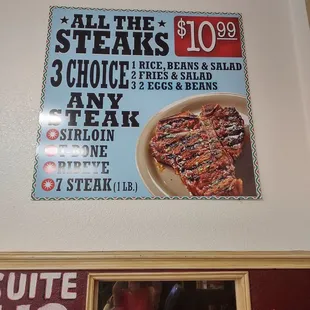 ★ ALL THE ★
STEAKS
$10.99
3 CHOICE
1 RICE, BEANS & SALAD
2 FRIES & SALAD
3 2 EGGS & BEANS
ANY
STEAK
SIRLOIN
T-BONE
RIBEYE
7 STEAK (1 LB.)
SUITE